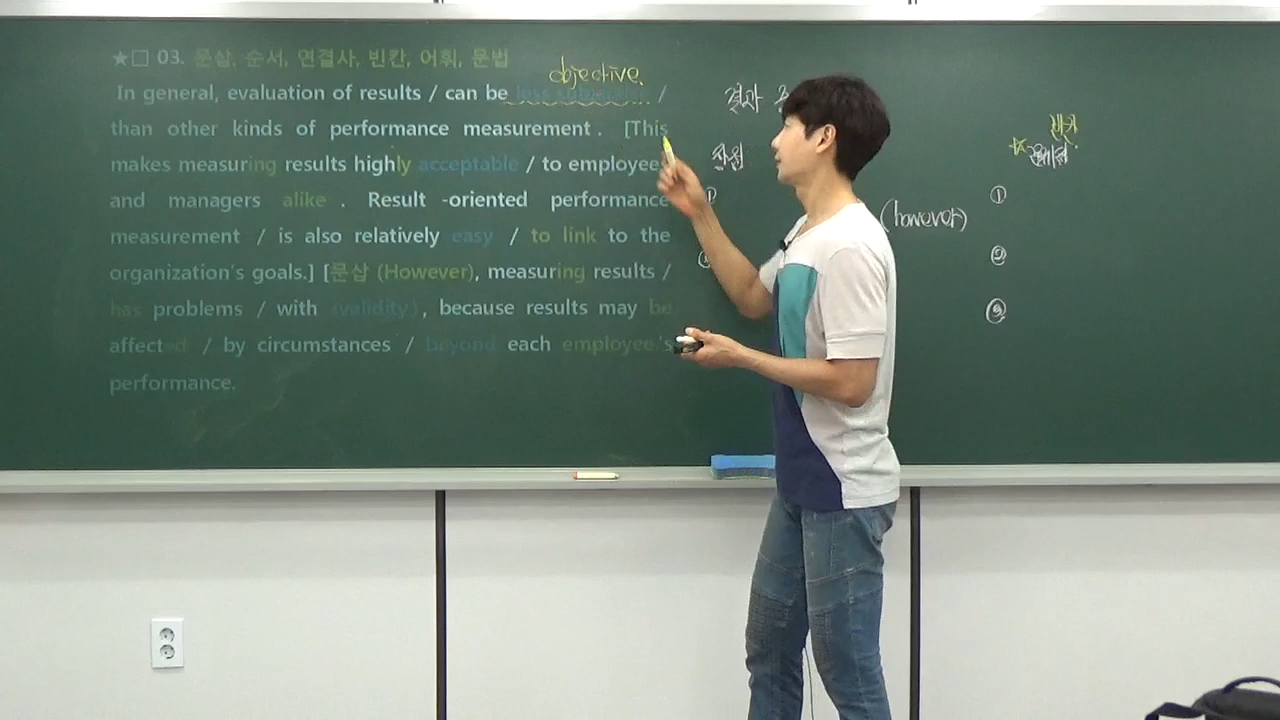 ★□ 03. 문삽, 순서, 연결사, 빈칸, 어휘, 문법
objective
In general, evaluation of results / can be less subjective /
than other kinds of performance measurement. [This
makes measuring results highly acceptable / to employees
and managers alike. Result-oriented performance
measurement / is also relatively easy / to link to the
organization's goals.] [문삽 (However), measuring results /
has problems / with (validity), because results may be
affected / by circumstances / beyond each employee's
performance.
결과
장점
①
(however)
①
②
③